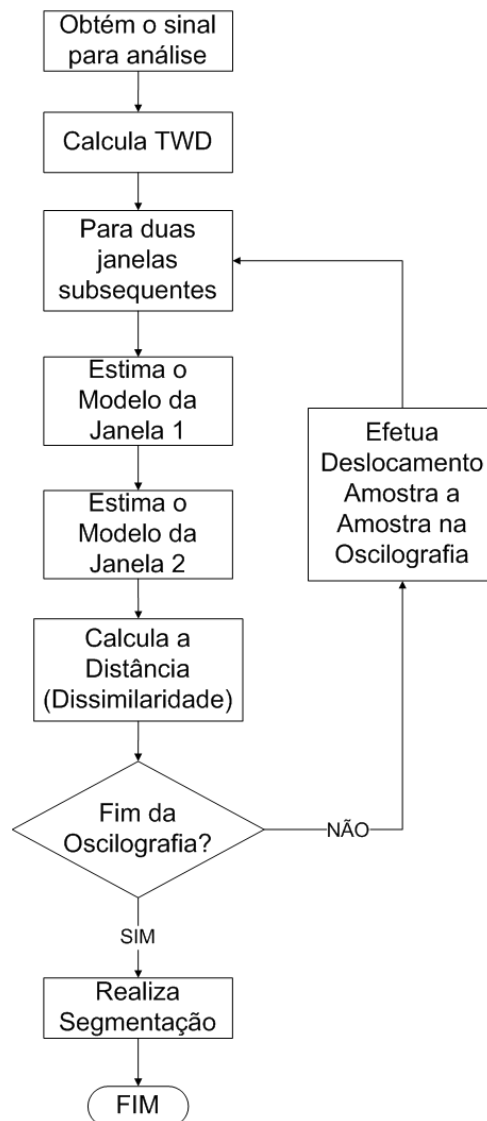 Obtém o sinal
para análise
Calcula TWD
Para duas
janelas
subsequentes
Estima o
Modelo da
Janela 1
Estima o
Modelo da
Janela 2
Calcula a
Distância
(Dissimilaridade)
Fim da
Oscilografia?
NÃO
Efetua
Deslocamento
Amostra a
Amostra na
Oscilografia
SIM
Realiza
Segmentação
FIM